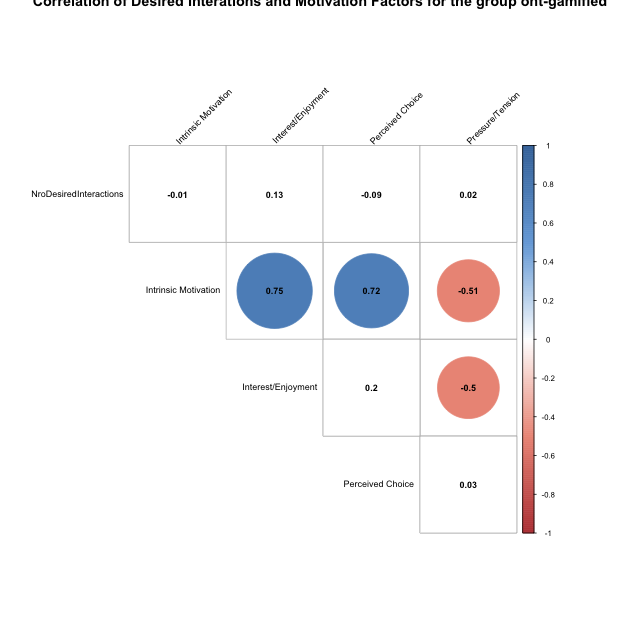 Correlation of Desired Interations and Motivation Factors for the group ont-gamified
Intrinsic Motivation
Interest/Enjoyment
Perceived Choice
Pressure/Tension
NroDesiredInteractions
-0.01
0.13
-0.09
0.02
Intrinsic Motivation
0.75
0.72
-0.51
Interest/Enjoyment
0.2
-0.5
Perceived Choice
0.03
1
0.8
0.6
0.4
0.2
0
-0.2
-0.4
-0.6
-0.8
-1